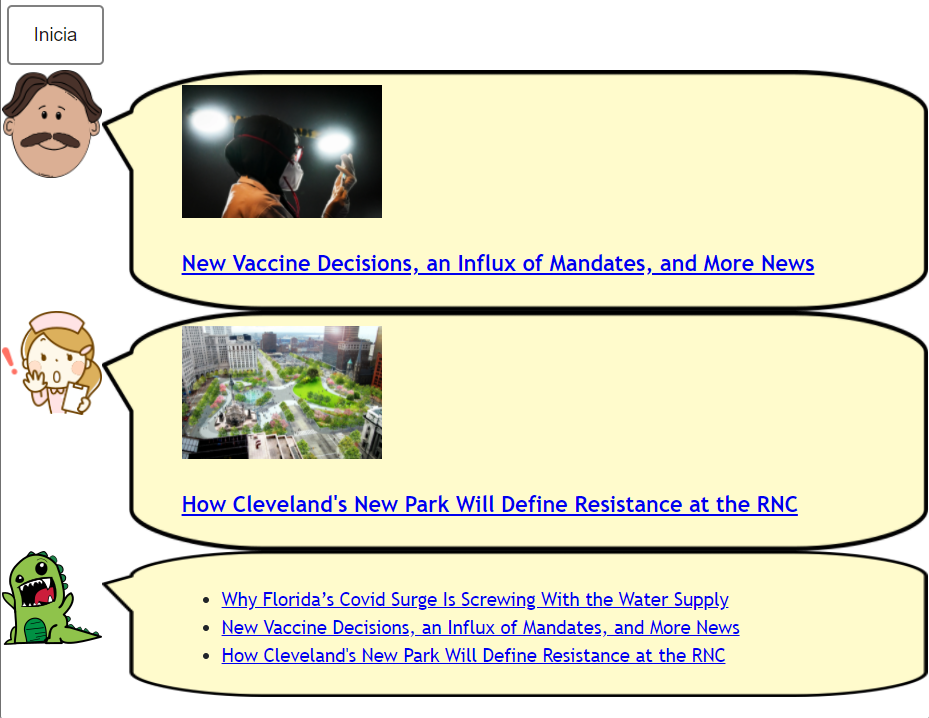 Inicia
New Vaccine Decisions, an Influx of Mandates, and More News
How Cleveland's New Park Will Define Resistance at the RNC
Why Florida’s Covid Surge Is Screwing With the Water Supply
New Vaccine Decisions, an Influx of Mandates, and More News
How Cleveland's New Park Will Define Resistance at the RNC